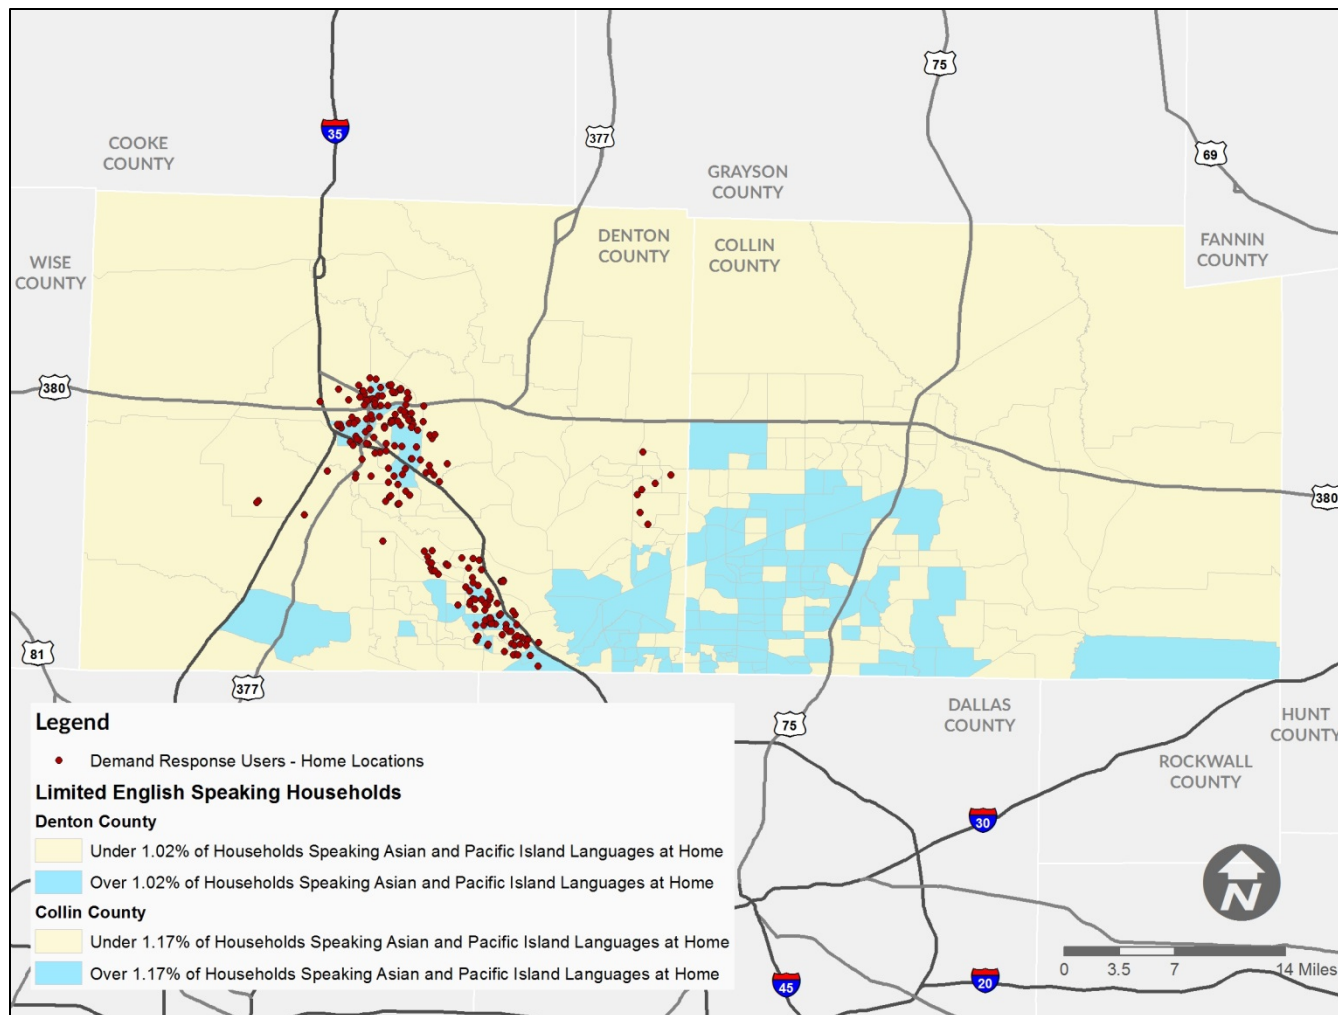 75
35
377
COOKE
COUNTY
69
GRAYSON
COUNTY
DENTON
COUNTY
COLLIN
COUNTY
FANNIN
COUNTY
WISE
COUNTY
380
380
81
377
75
DALLAS
COUNTY
HUNT
COUNTY
ROCKWALL
COUNTY
30
Legend
Demand Response Users - Home Locations
Limited English Speaking Households
Denton County
Under 1.02% of Households Speaking Asian and Pacific Island Languages at Home
Over 1.02% of Households Speaking Asian and Pacific Island Languages at Home
Collin County
Under 1.17% of Households Speaking Asian and Pacific Island Languages at Home
Over 1.17% of Households Speaking Asian and Pacific Island Languages at Home
N
0 3.5 7 14 Miles
45
20